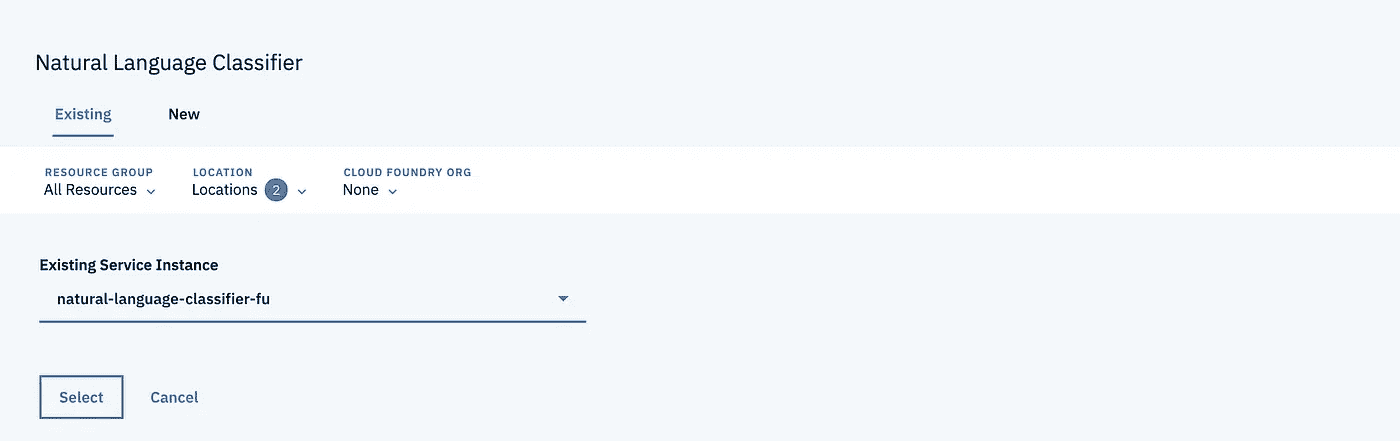 Natural Language Classifier
Existing New
RESOURCE GROUP LOCATION CLOUD FOUNDRY ORG
All Resources Locations 2 None
Existing Service Instance
natural-language-classifier-fu
Select Cancel